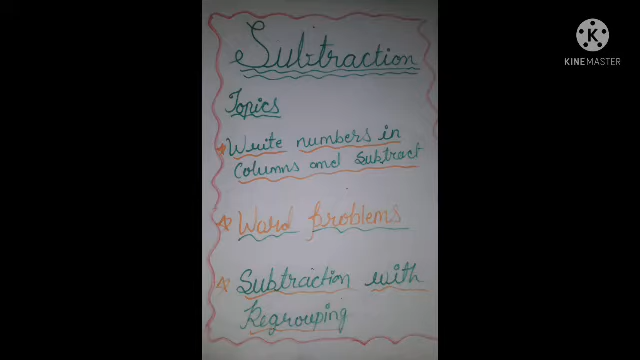 Subtraction
Topics
Write numbers in
Columns and Subtract
Word problems
Subtraction with
Regrouping
KINEMASTER